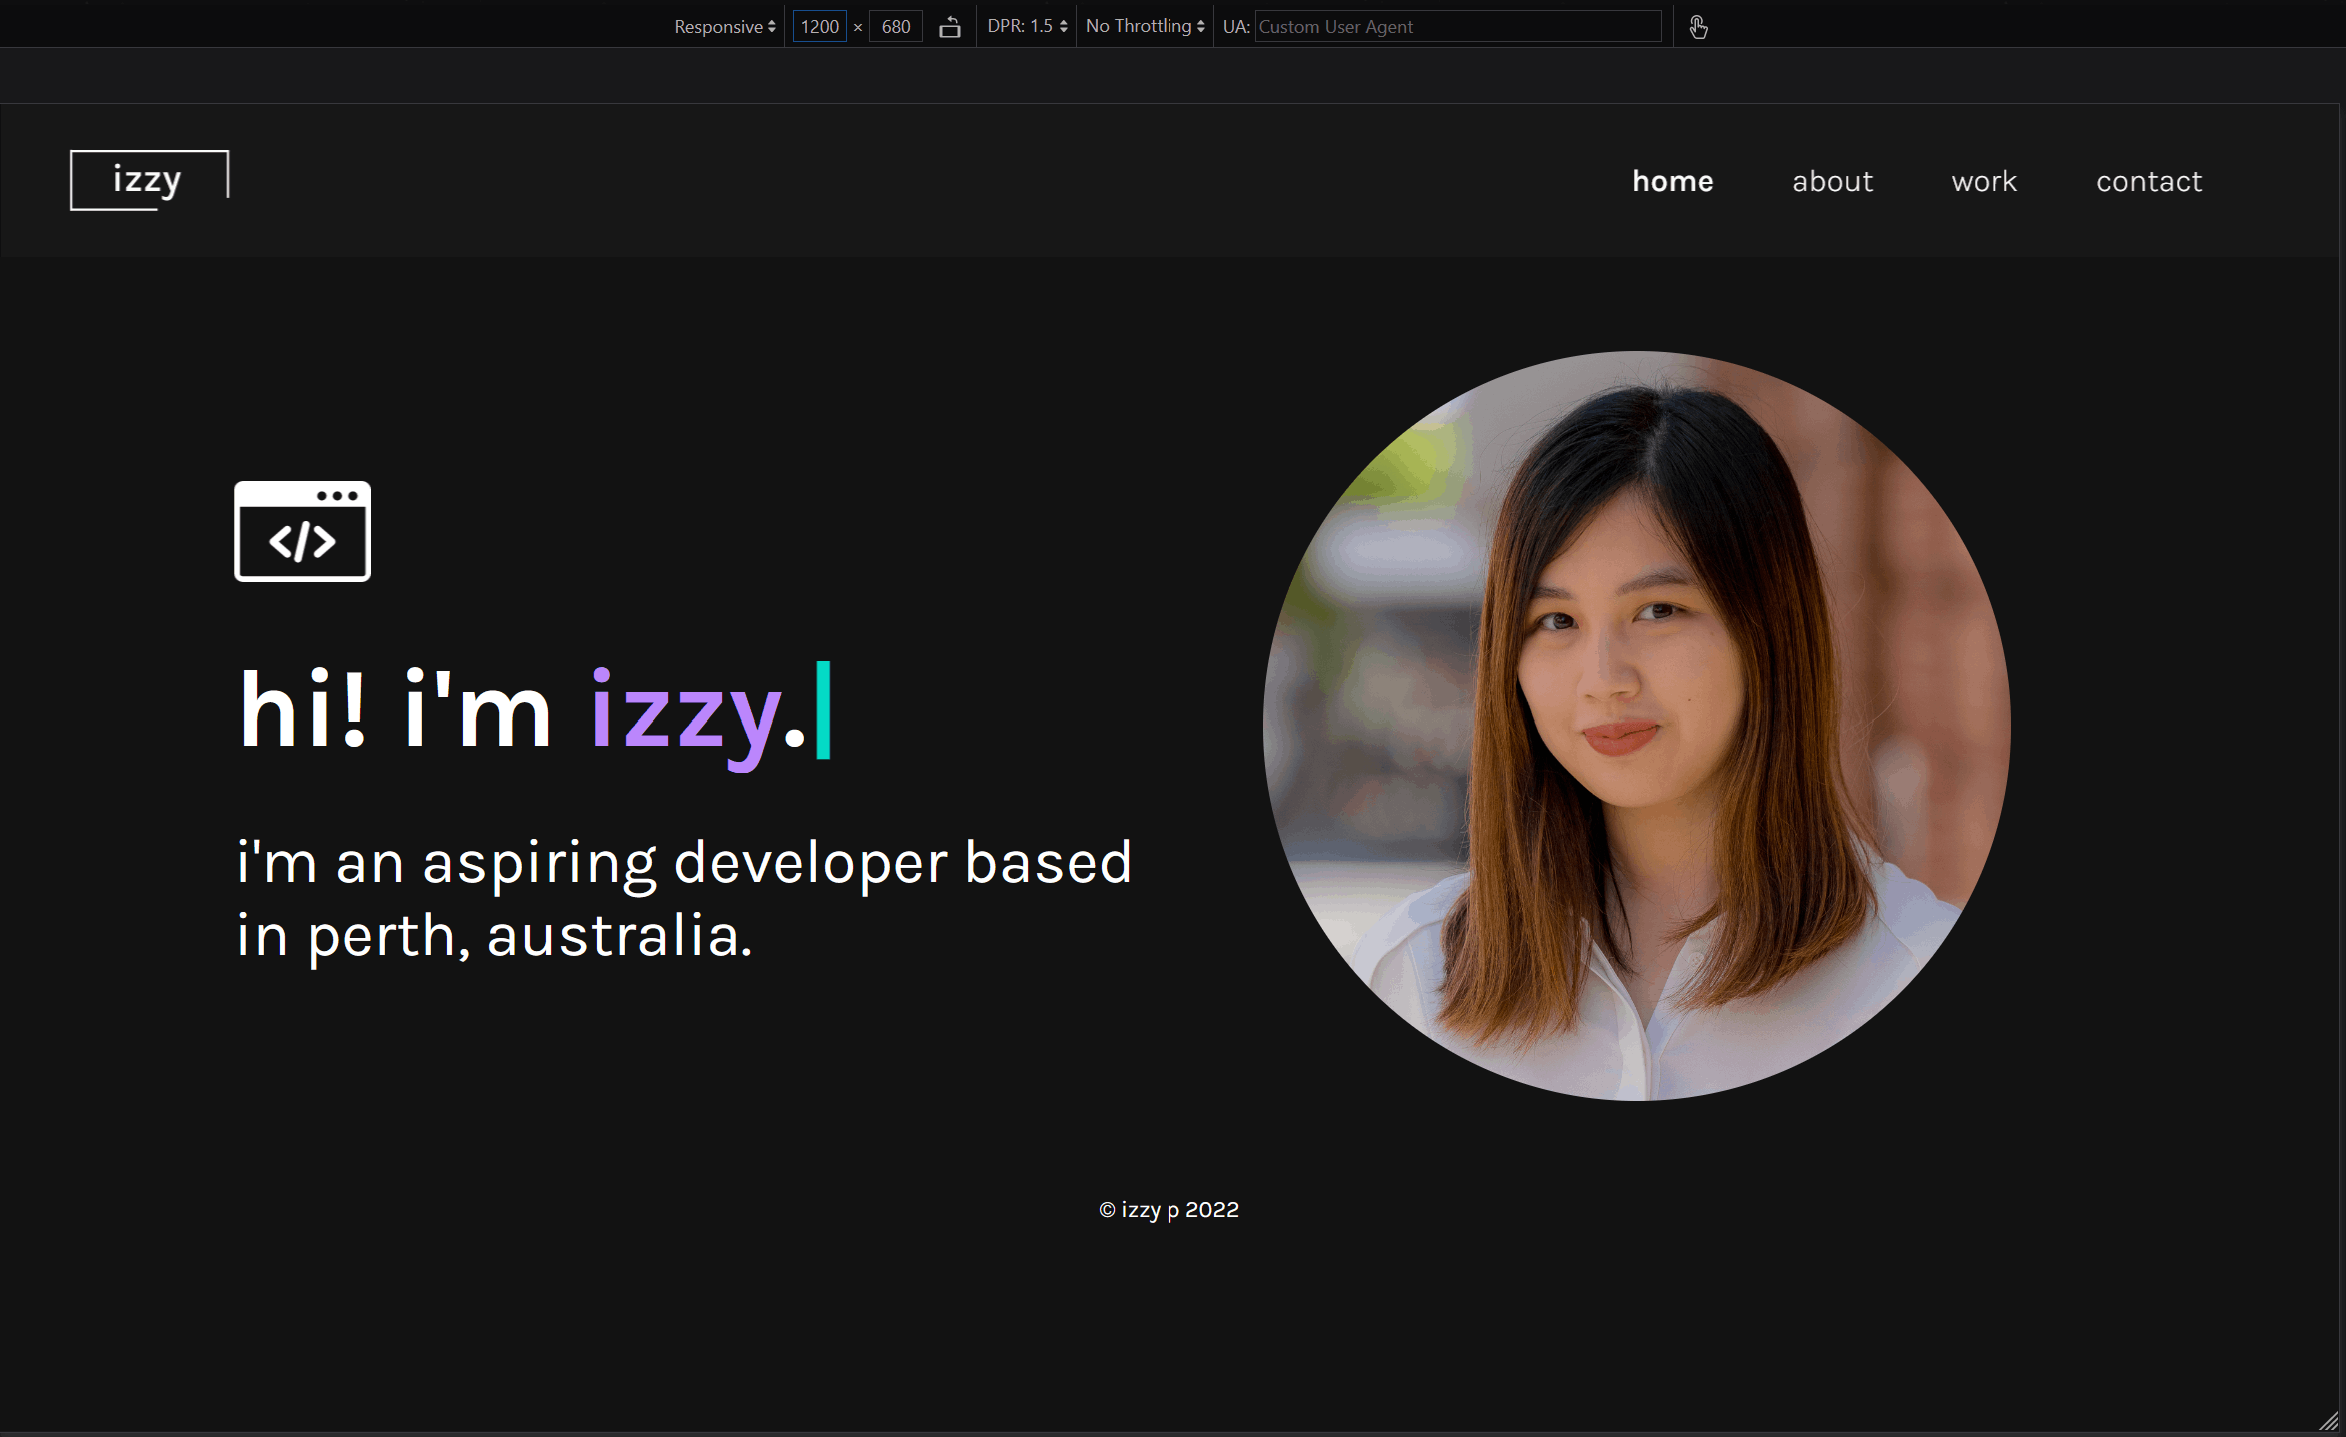 Responsive 1200 × 680 DPR: 1.5 No Throttling UA: Custom User Agent
izzy
home about work contact
</>
hi! i'm izzy.
i'm an aspiring developer based
in perth, australia.
© izzy p 2022